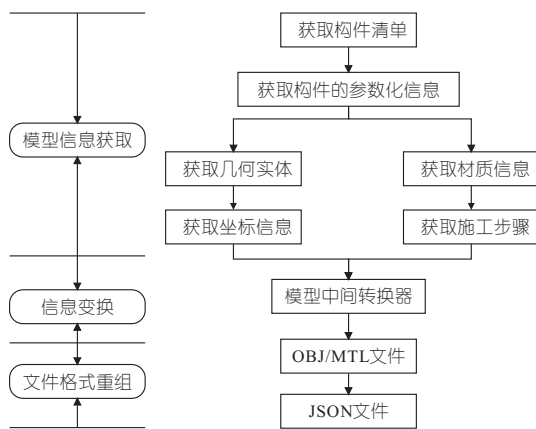 获取构件清单
获取构件的参数化信息
模型信息获取
获取几何实体
获取材质信息
获取坐标信息
获取施工步骤
信息变换
模型中间转换器
OBJ/MTL文件
文件格式重组
JSON文件